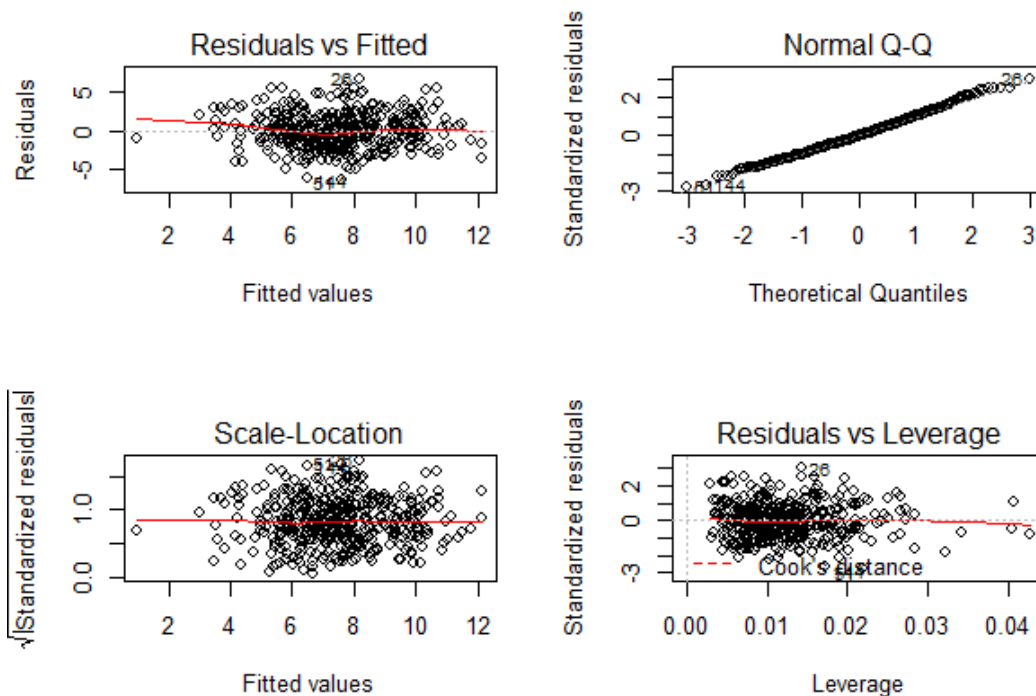 Residuals vs Fitted
Residuals
5
0
-5
26
144
2 4 6 8 10 12
Fitted values
Normal Q-Q
Standardized residuals
2
0
-3
26
144
-3 -2 -1 0 1 2 3
Theoretical Quantiles
Scale-Location
√|Standardized residuals|
1.0
0.0
2 4 6 8 10 12
Fitted values
Residuals vs Leverage
Standardized residuals
2
0
-3
26
Cook's distance
0.00 0.01 0.02 0.03 0.04
Leverage